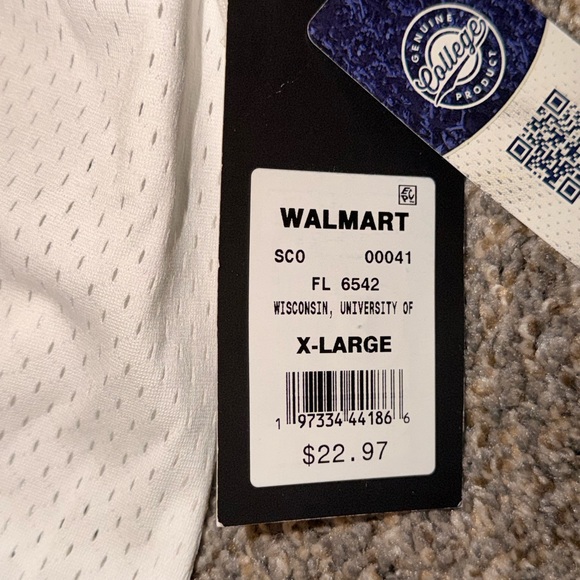 GENUINE
College
PRODUCT
WALMART
SCO 00041
FL 6542
WISCONSIN, UNIVERSITY OF
X-LARGE
1 97334 44186 6
$22.97